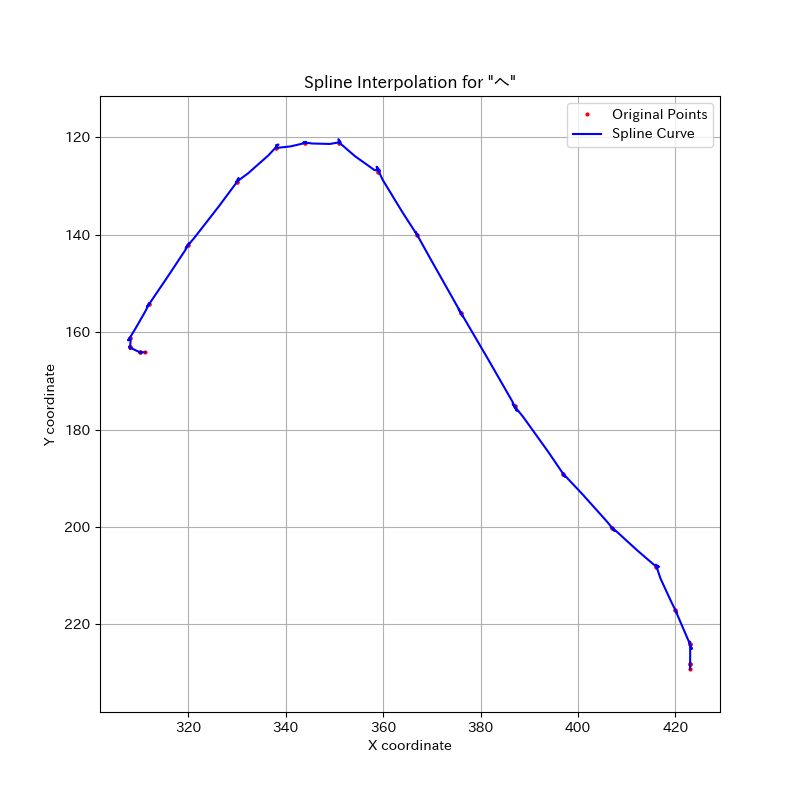 Spline Interpolation for "へ"
Original Points
Spline Curve
120
140
160
180
200
220
Y coordinate
320
340
360
380
400
420
X coordinate